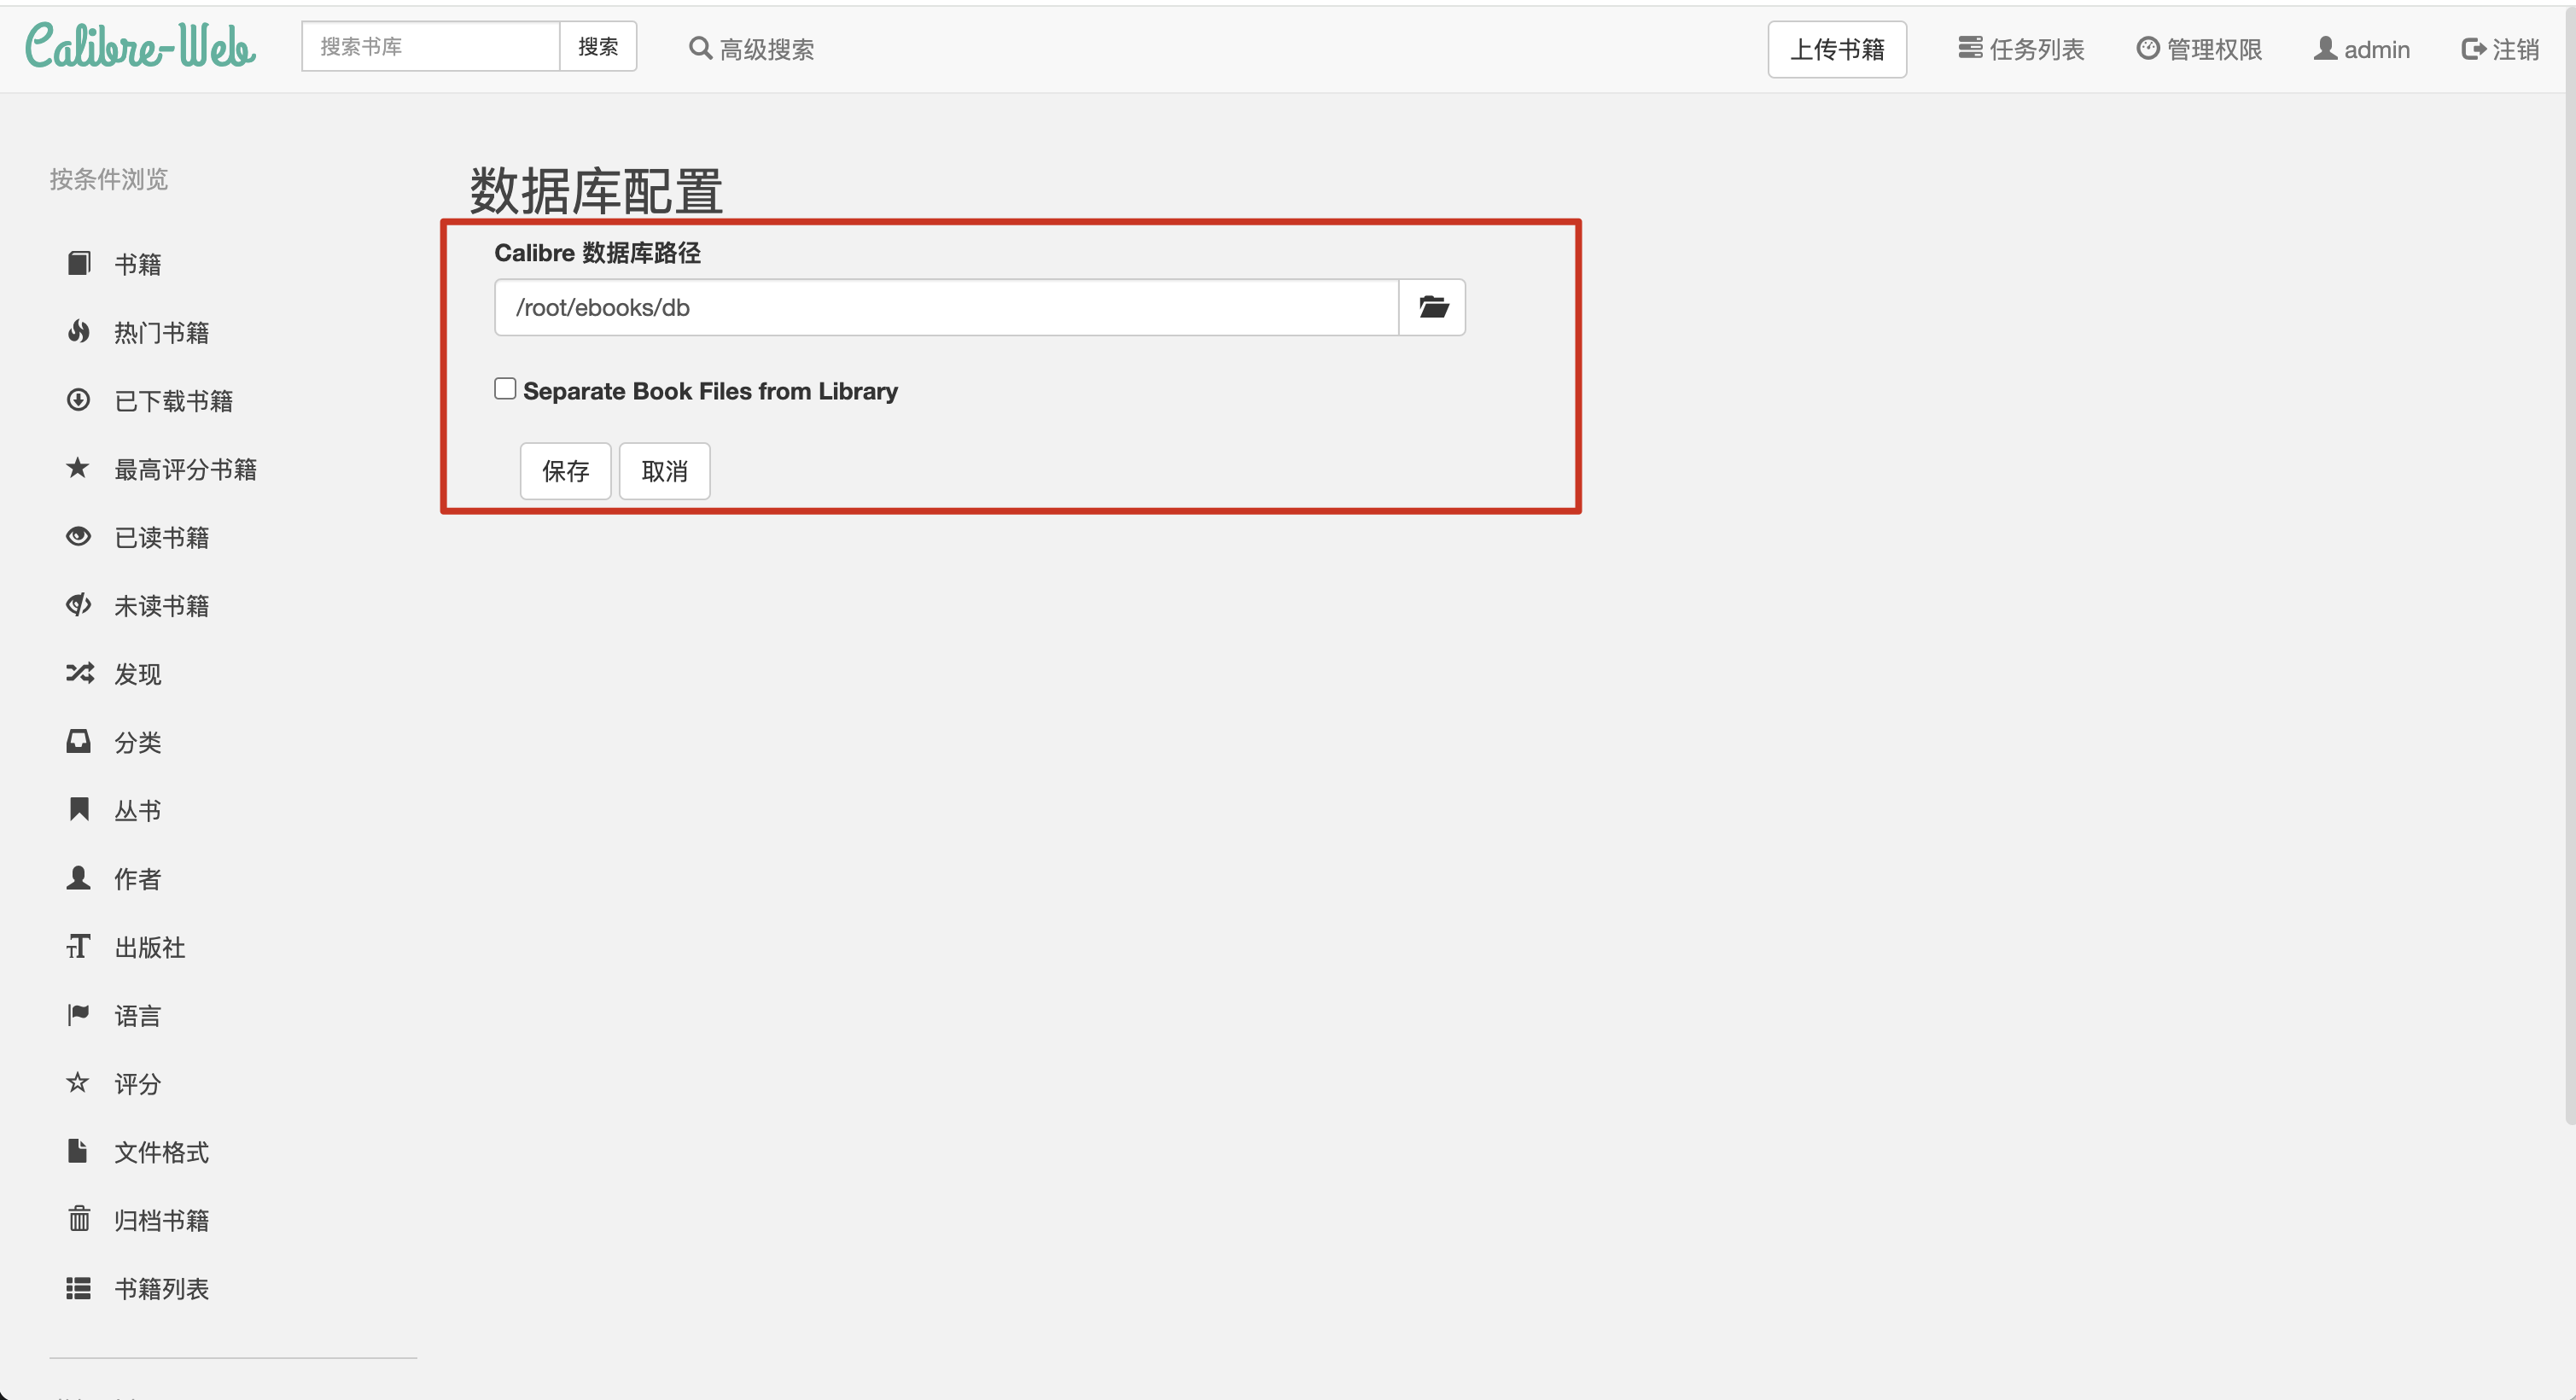 Calibre-Web
搜索书库
搜索
高级搜索
上传书籍
任务列表
管理权限
admin
注销
按条件浏览
书籍
热门书籍
已下载书籍
最高评分书籍
已读书籍
未读书籍
发现
分类
丛书
作者
出版社
语言
评分
文件格式
归档书籍
书籍列表
数据库配置
Calibre 数据库路径
/root/ebooks/db
Separate Book Files from Library
保存
取消